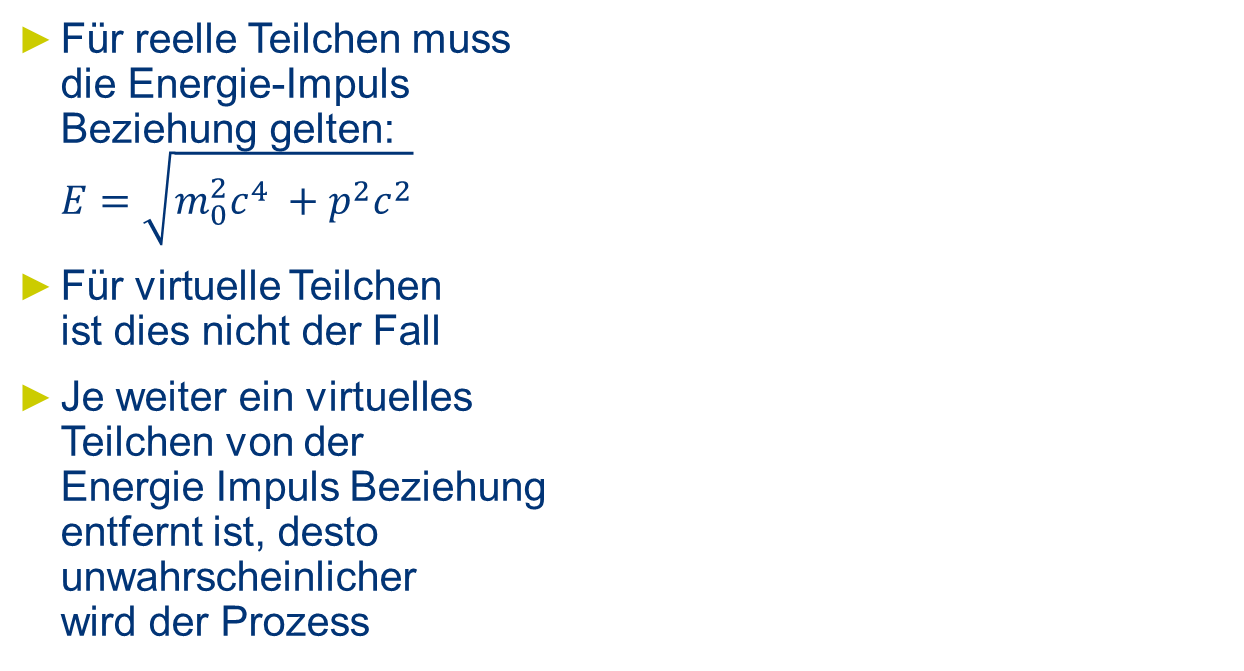 ► Für reelle Teilchen muss
die Energie-Impuls
Beziehung gelten:
E = √(m₀²c⁴ + p²c²)
► Für virtuelle Teilchen
ist dies nicht der Fall
► Je weiter ein virtuelles
Teilchen von der
Energie Impuls Beziehung
entfernt ist, desto
unwahrscheinlicher
wird der Prozess